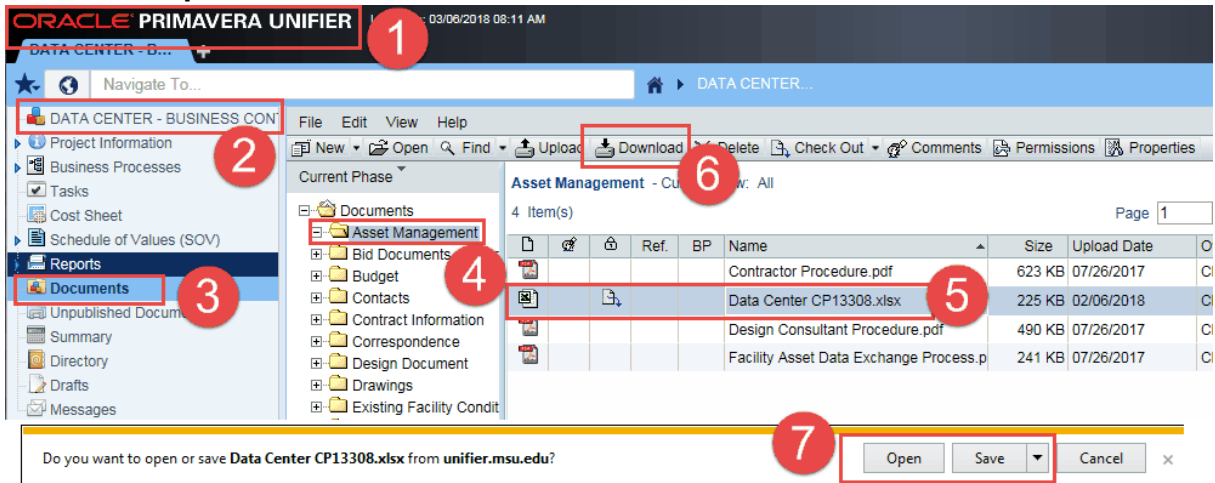 ORACLE PRIMAVERA UNIFIER 03/06/2018 08:11 AM
1
DATA CENTER - B... +
Navigate To... DATA CENTER...
DATA CENTER - BUSINESS CON
2
Project Information
Business Processes
Tasks
Cost Sheet
Schedule of Values (SOV)
Reports
Documents
3
Summary
Directory
Drafts
Messages
File Edit View Help
New Open Find Upload Download Delete Check Out Comments Permissions Properties
6
Current Phase
Documents
Asset Management
4
Bid Documents
Budget
Contacts
Contract Information
Correspondence
Design Document
Drawings
Existing Facility Condit
Asset Management - All
4 Item(s) Page 1
Ref. BP Name Size Upload Date
Contractor Procedure.pdf 623 KB 07/26/2017
Data Center CP13308.xlsx 225 KB 02/06/2018
5
Design Consultant Procedure.pdf 490 KB 07/26/2017
Facility Asset Data Exchange Process.p 241 KB 07/26/2017
7
Do you want to open or save Data Center CP13308.xlsx from unifier.msu.edu? Open Save Cancel ×